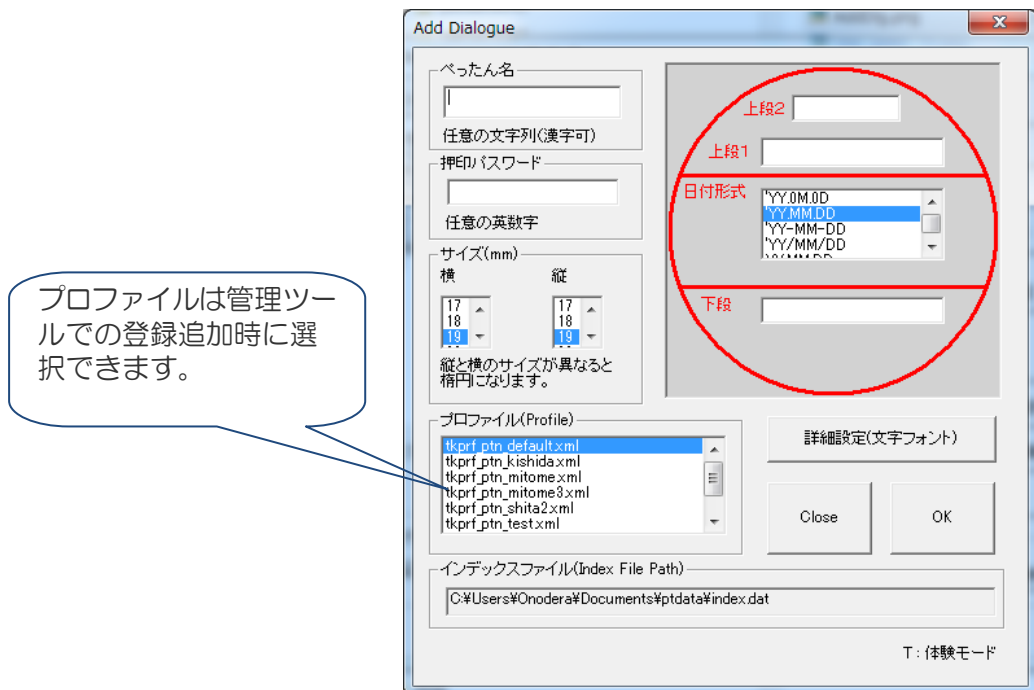 Add Dialogue
ぺったん名
任意の文字列(漢字可)
押印パスワード
任意の英数字
サイズ(mm)
横 縦
17 17
18 18
19 19
縦と横のサイズが異なると
楕円になります。
上段2
上段1
日付形式
'YY.0M.0D
'YY.MM.DD
'YY-MM-DD
'YY/MM/DD
下段
プロファイルは管理ツー
ルでの登録追加時に選
択できます。
プロファイル(Profile)
tkprf_ptn_default.xml
tkprf_ptn_kishida.xml
tkprf_ptn_mitome.xml
tkprf_ptn_mitome3.xml
tkprf_ptn_shita2.xml
tkprf_ptn_test.xml
詳細設定(文字フォント)
Close OK
インデックスファイル(Index File Path)
C:¥Users¥Onodera¥Documents¥ptdata¥index.dat
T:体験モード